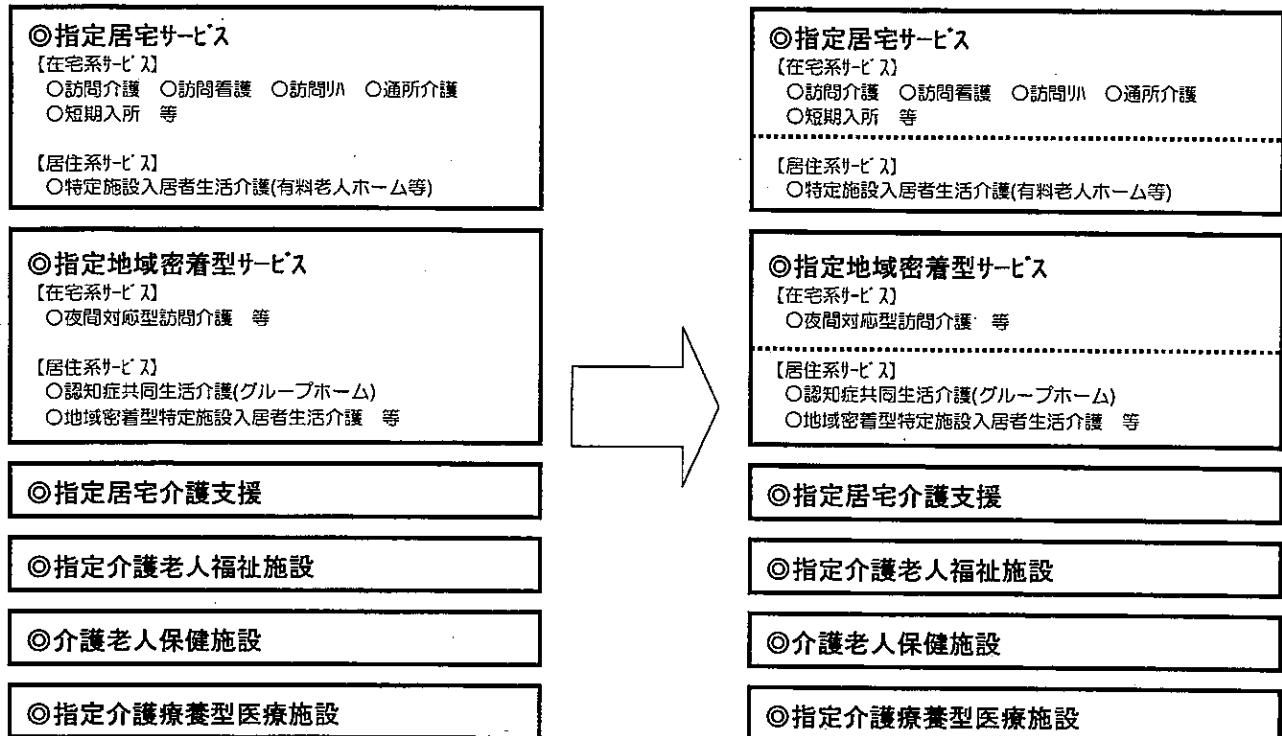 ◎指定居宅サービス
【在宅系サービス】
○訪問介護 ○訪問看護 ○訪問リハ ○通所介護
○短期入所 等
【居住系サービス】
○特定施設入居者生活介護(有料老人ホーム等)
◎指定地域密着型サービス
【在宅系サービス】
○夜間対応型訪問介護 等
【居住系サービス】
○認知症共同生活介護(グループホーム)
○地域密着型特定施設入居者生活介護 等
◎指定居宅介護支援
◎指定介護老人福祉施設
◎介護老人保健施設
◎指定介護療養型医療施設
◎指定居宅サービス
【在宅系サービス】
○訪問介護 ○訪問看護 ○訪問リハ ○通所介護
○短期入所 等
【居住系サービス】
○特定施設入居者生活介護(有料老人ホーム等)
◎指定地域密着型サービス
【在宅系サービス】
○夜間対応型訪問介護 等
【居住系サービス】
○認知症共同生活介護(グループホーム)
○地域密着型特定施設入居者生活介護 等
◎指定居宅介護支援
◎指定介護老人福祉施設
◎介護老人保健施設
◎指定介護療養型医療施設